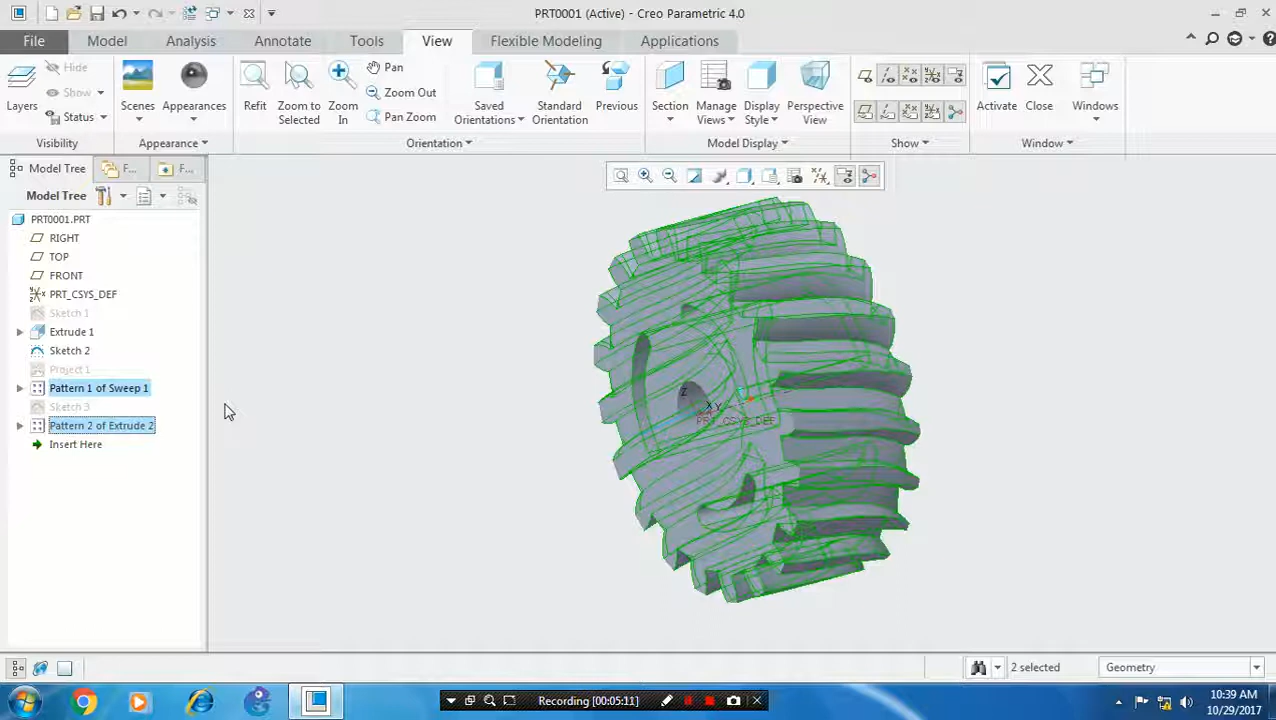 PRT0001 (Active) - Creo Parametric 4.0
File Model Analysis Annotate Tools View Flexible Modeling Applications
Hide
Show
Status
Layers
Visibility
Scenes
Appearances
Appearance
Refit
Zoom to Selected
Zoom In
Pan
Zoom Out
Pan Zoom
Saved Orientations
Standard Orientation
Previous
Orientation
Section
Manage Views
Display Style
Perspective View
Model Display
Show
Activate
Close
Windows
Window
Model Tree
F...
F...
Model Tree
PRT0001.PRT
RIGHT
TOP
FRONT
PRT_CSYS_DEF
Sketch 1
Extrude 1
Sketch 2
Project 1
Pattern 1 of Sweep 1
Sketch 3
Pattern 2 of Extrude 2
Insert Here
Z
X Y
PRT_CSYS_DEF
2 selected
Geometry
Recording [00:05:11]
10:39 AM
10/29/2017